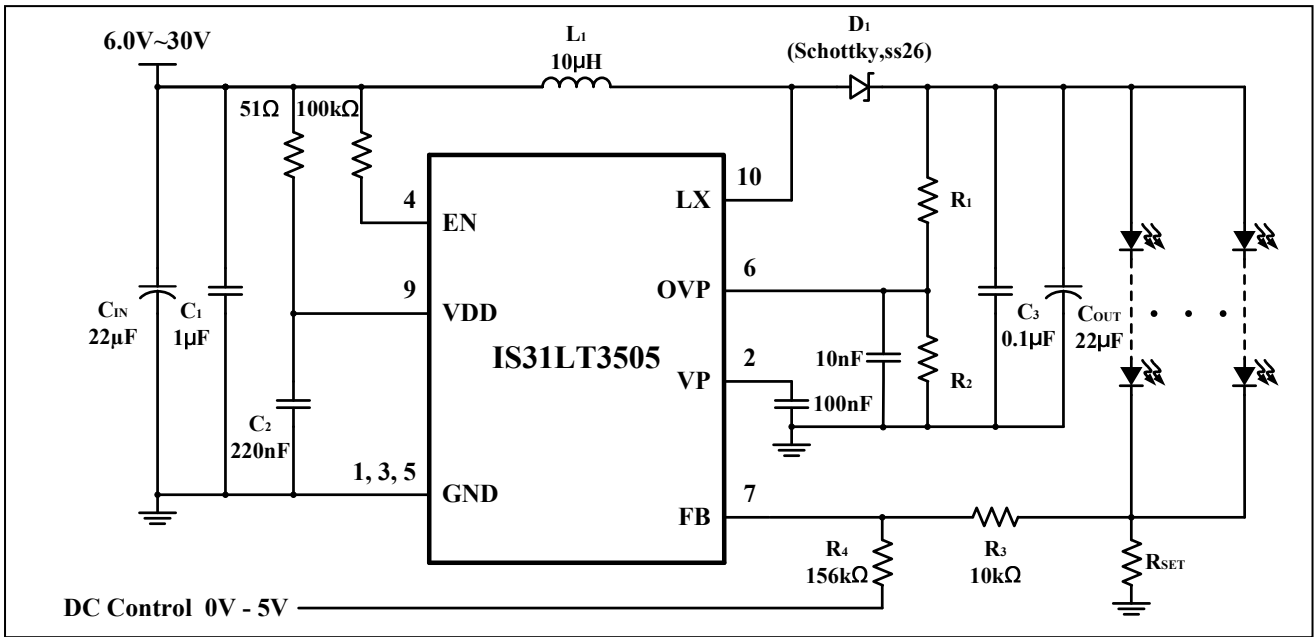 6.0V~30V
L1
10µH
D1
(Schottky,ss26)
51Ω
100kΩ
4
EN
10
LX
R1
6
OVP
9
VDD
CIN
22µF
C1
1µF
C3
0.1µF
COUT
22µF
IS31LT3505
2
VP
10nF
R2
100nF
C2
220nF
1, 3, 5
GND
7
FB
R4
156kΩ
R3
10kΩ
RSET
DC Control 0V - 5V